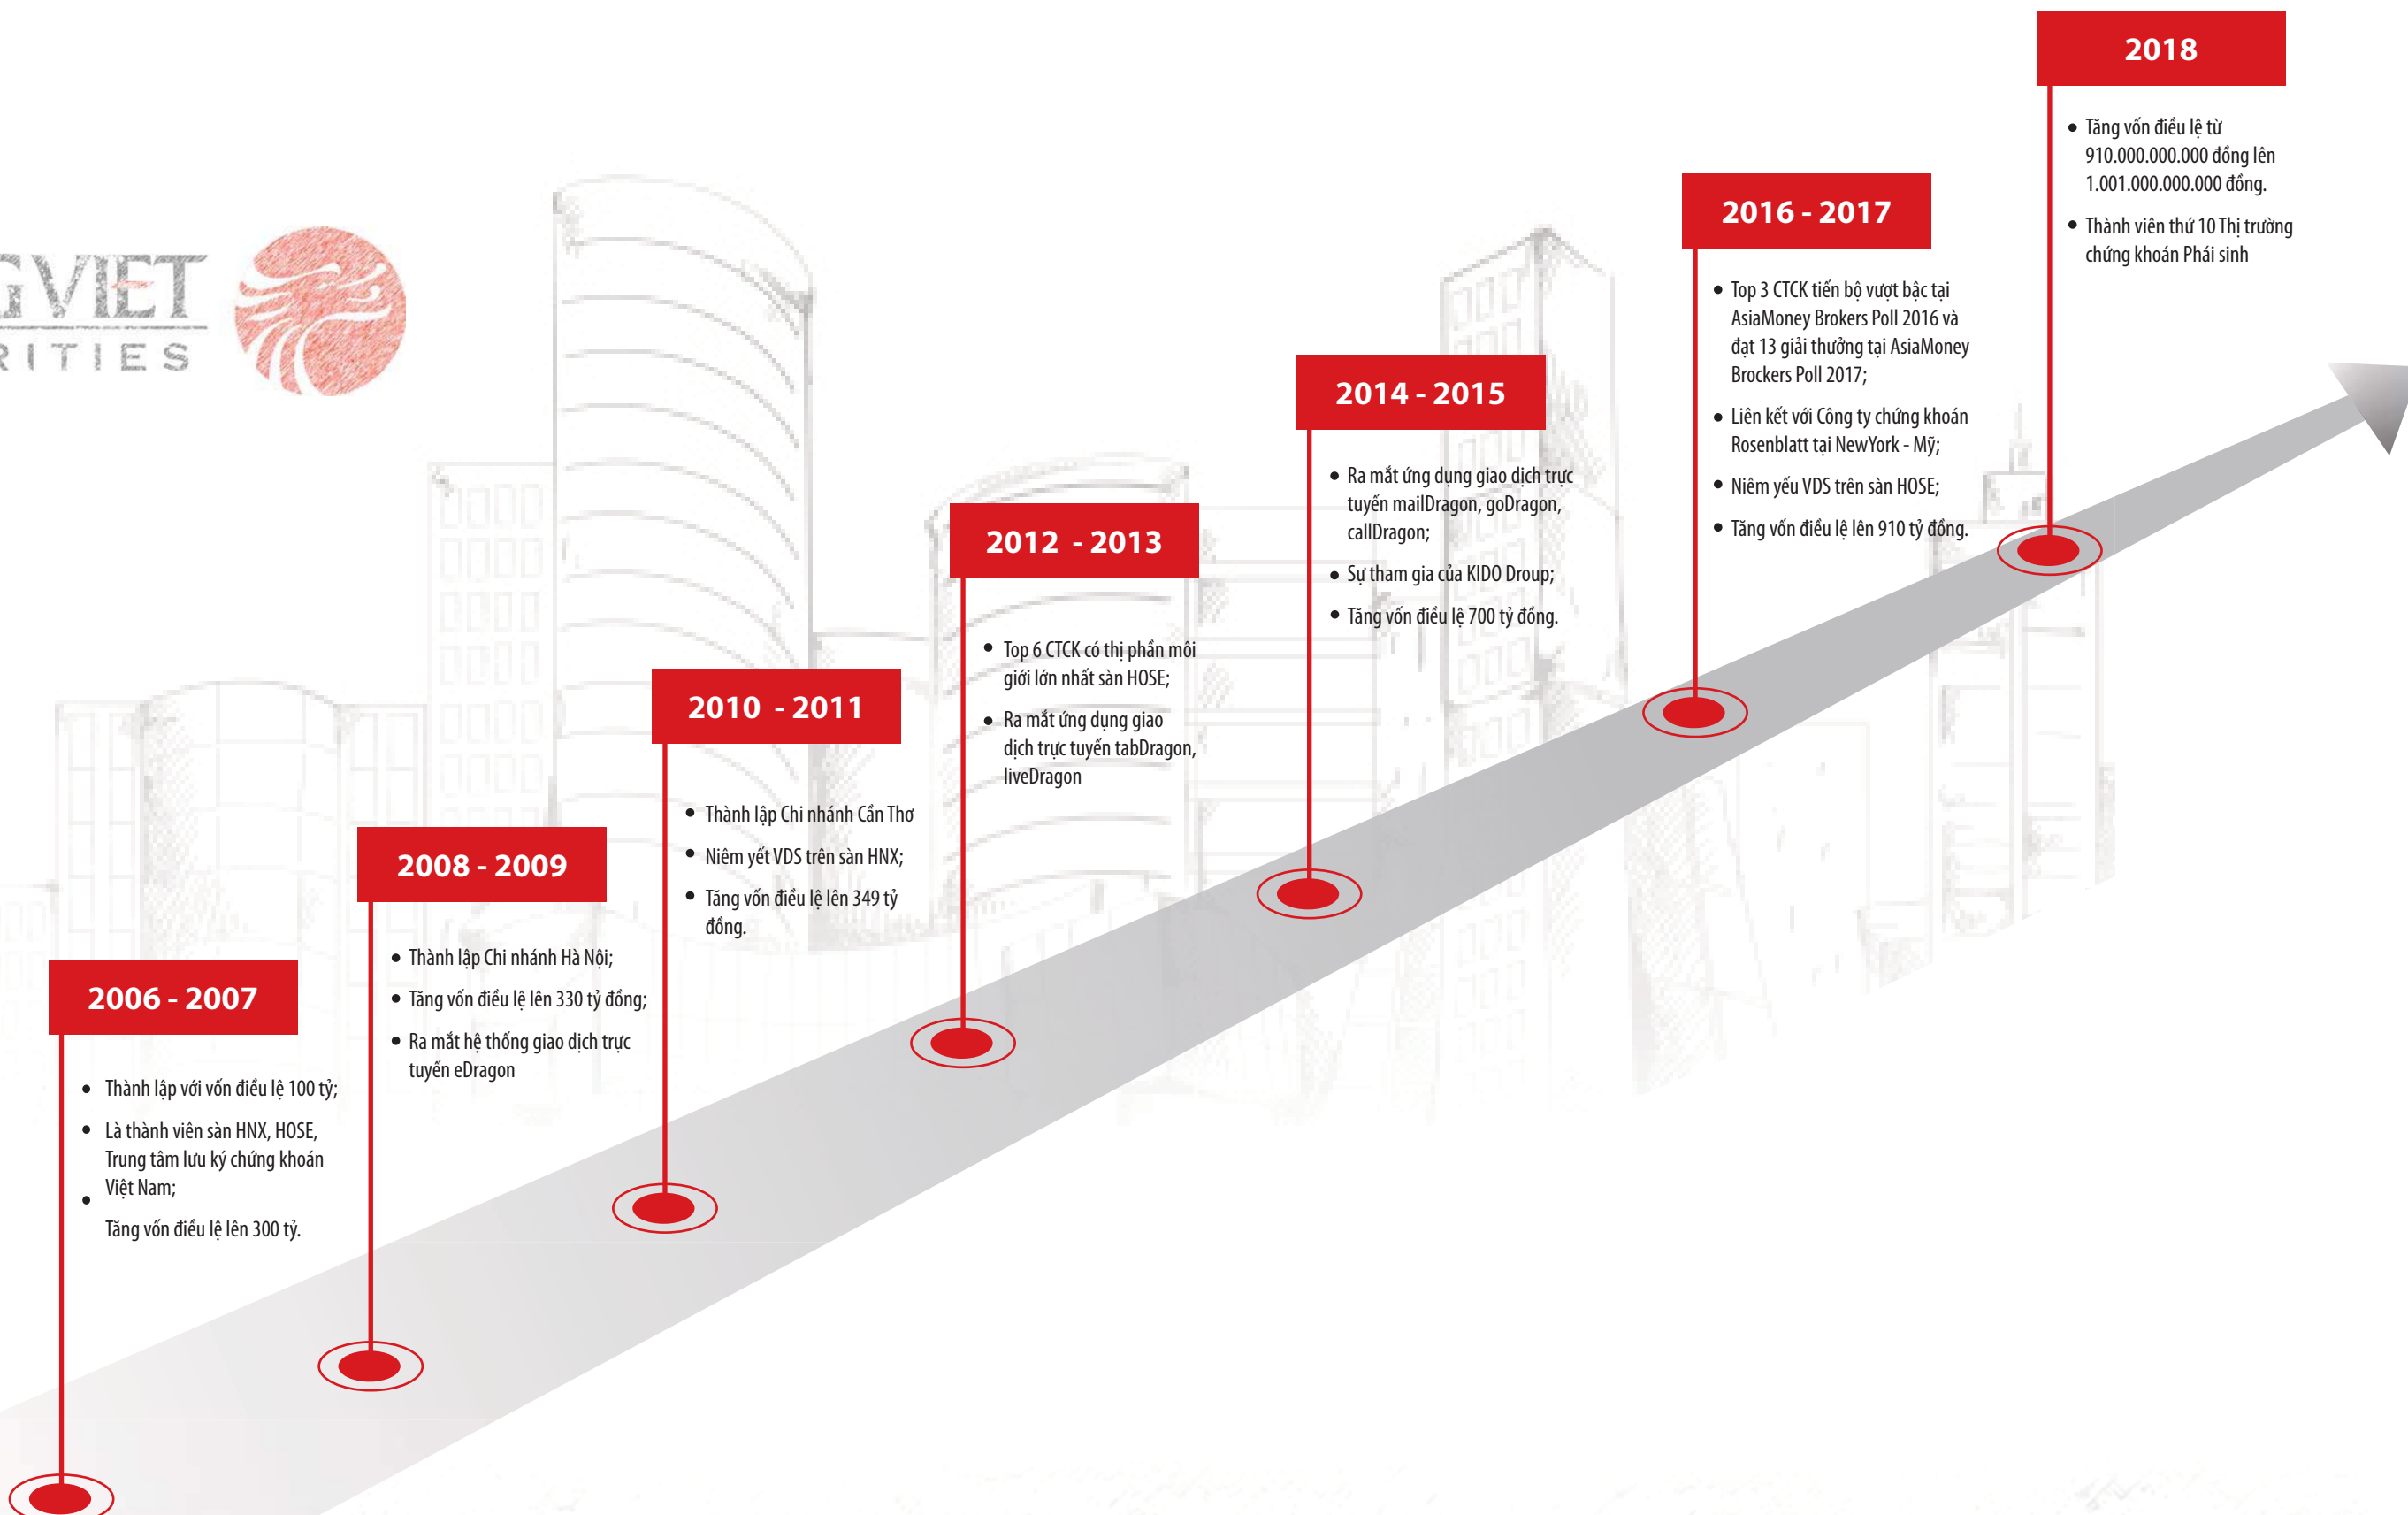 GVIET
RITIES
2006 - 2007
Thành lập với vốn điều lệ 100 tỷ;
Là thành viên sàn HNX, HOSE,
Trung tâm lưu ký chứng khoán
Việt Nam;
Tăng vốn điều lệ lên 300 tỷ.
2008 - 2009
Thành lập Chi nhánh Hà Nội;
Tăng vốn điều lệ lên 330 tỷ đồng;
Ra mắt hệ thống giao dịch trực
tuyến eDragon
2010 - 2011
Thành lập Chi nhánh Cần Thơ
Niêm yết VDS trên sàn HNX;
Tăng vốn điều lệ lên 349 tỷ
đồng.
2012 - 2013
Top 6 CTCK có thị phần môi
giới lớn nhất sàn HOSE;
Ra mắt ứng dụng giao
dịch trực tuyến tabDragon,
liveDragon
2014 - 2015
Ra mắt ứng dụng giao dịch trực
tuyến mailDragon, goDragon,
callDragon;
Sự tham gia của KIDO Droup;
Tăng vốn điều lệ 700 tỷ đồng.
2016 - 2017
Top 3 CTCK tiến bộ vượt bậc tại
AsiaMoney Brokers Poll 2016 và
đạt 13 giải thưởng tại AsiaMoney
Brockers Poll 2017;
Liên kết với Công ty chứng khoán
Rosenblatt tại NewYork - Mỹ;
Niêm yếu VDS trên sàn HOSE;
Tăng vốn điều lệ lên 910 tỷ đồng.
2018
Tăng vốn điều lệ từ
910.000.000.000 đồng lên
1.001.000.000.000 đồng.
Thành viên thứ 10 Thị trường
chứng khoán Phái sinh